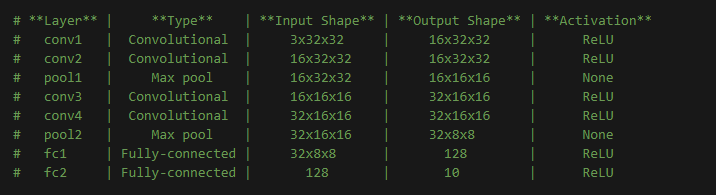 # **Layer** |     **Type**    | **Input Shape** | **Output Shape** | **Activation**
#   conv1   |  Convolutional  |     3x32x32     |     16x32x32     |      ReLU
#   conv2   |  Convolutional  |     16x32x32    |     16x32x32     |      ReLU
#   pool1   |     Max pool    |     16x32x32    |     16x16x16     |      None
#   conv3   |  Convolutional  |     16x16x16    |     32x16x16     |      ReLU
#   conv4   |  Convolutional  |     32x16x16    |     32x16x16     |      ReLU
#   pool2   |     Max pool    |     32x16x16    |     32x8x8       |      None
#   fc1     | Fully-connected |     32x8x8      |       128        |      ReLU
#   fc2     | Fully-connected |       128       |       10         |      ReLU